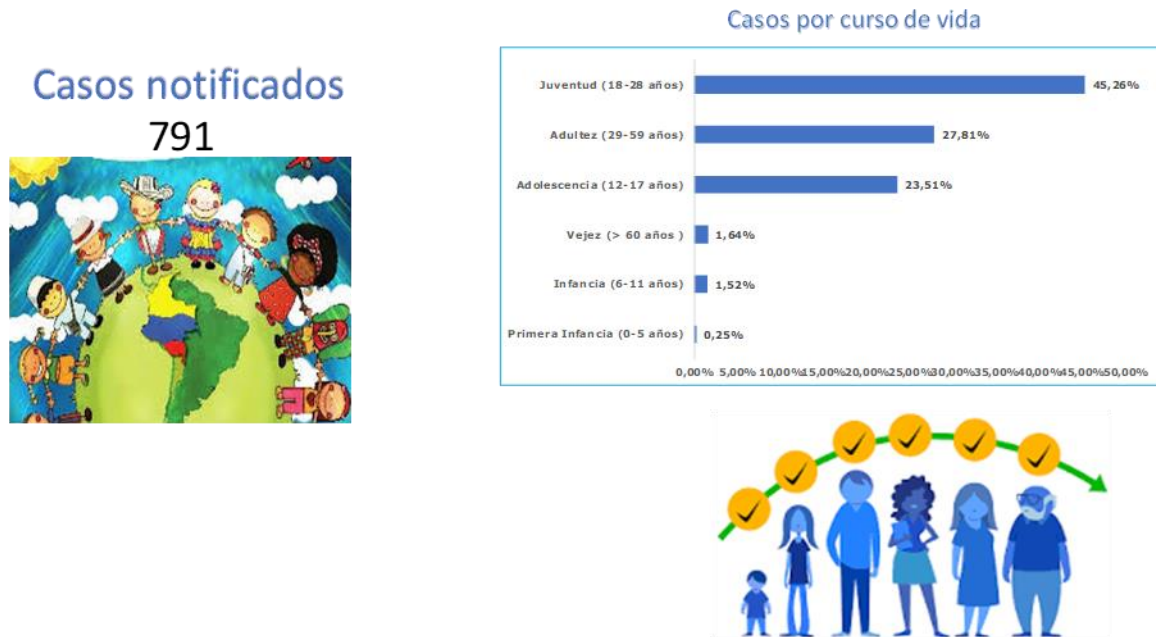 Casos por curso de vida
Casos notificados
791
Juventud (18-28 años) 45,26%
Adultez (29-59 años) 27,81%
Adolescencia (12-17 años) 23,51%
Vejez (> 60 años ) 1,64%
Infancia (6-11 años) 1,52%
Primera Infancia (0-5 años) 0,25%
0,00% 5,00% 10,00% 15,00% 20,00% 25,00% 30,00% 35,00% 40,00% 45,00% 50,00%